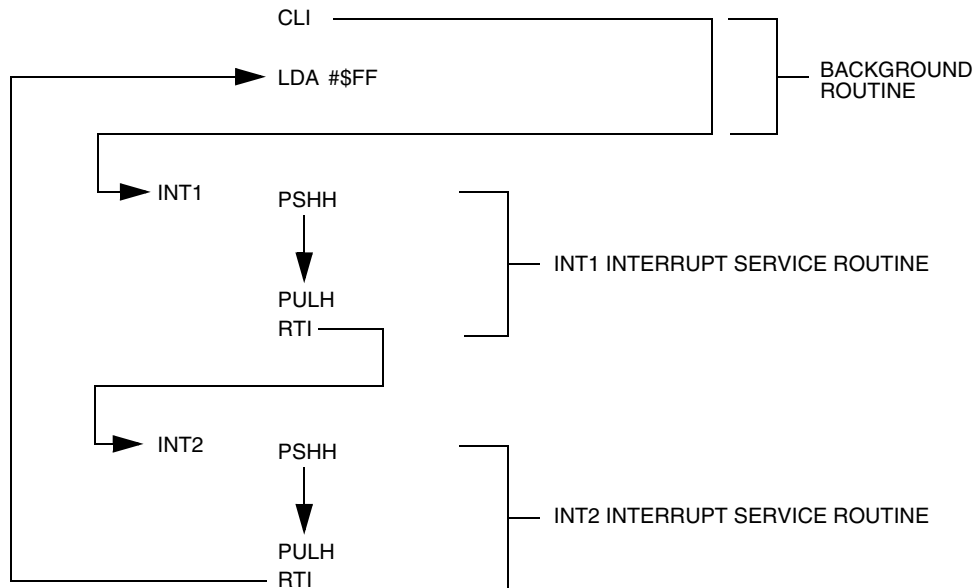 CLI
LDA #$FF
BACKGROUND
ROUTINE
INT1
PSHH
INT1 INTERRUPT SERVICE ROUTINE
PULH
RTI
INT2
PSHH
INT2 INTERRUPT SERVICE ROUTINE
PULH
RTI